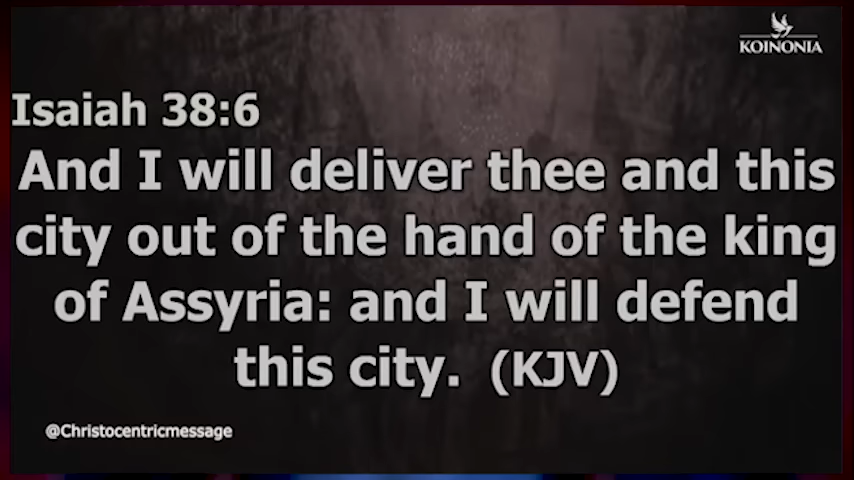 KOINONIA
Isaiah 38:6
And I will deliver thee and this
city out of the hand of the king
of Assyria: and I will defend
this city. (KJV)
@Christocentricmessage